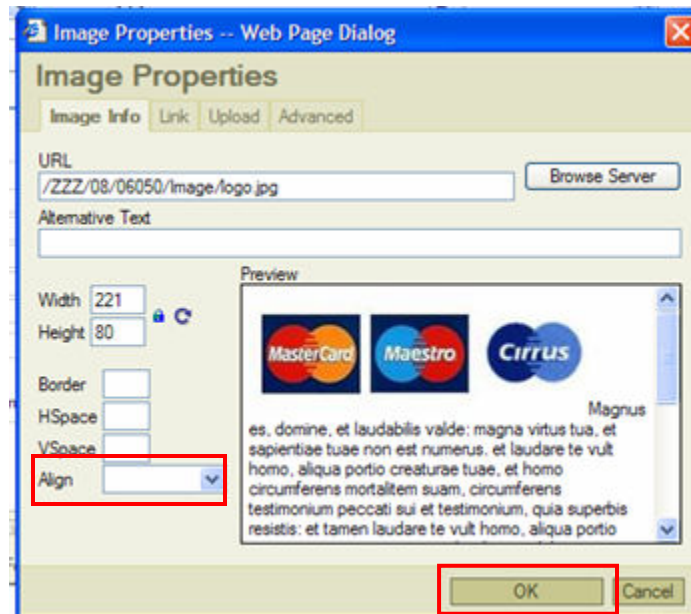 Image Properties -- Web Page Dialog
Image Properties
Image Info Link Upload Advanced
URL
/ZZZ/08/06050/Image/logo.jpg
Browse Server
Alternative Text
Preview
Width 221
Height 80
Border
HSpace
VSpace
Align
MasterCard Maestro Cirrus
Magnus
es, domine, et laudabilis valde: magna virtus tua, et
sapientiae tuae non est numerus. et laudare te vult
homo, aliqua portio creaturae tuae, et homo
circumferens mortalitem suam, circumferens
testimonium peccati sui et testimonium, quia superbis
resistis: et tamen laudare te vult homo, aliqua portio
OK Cancel